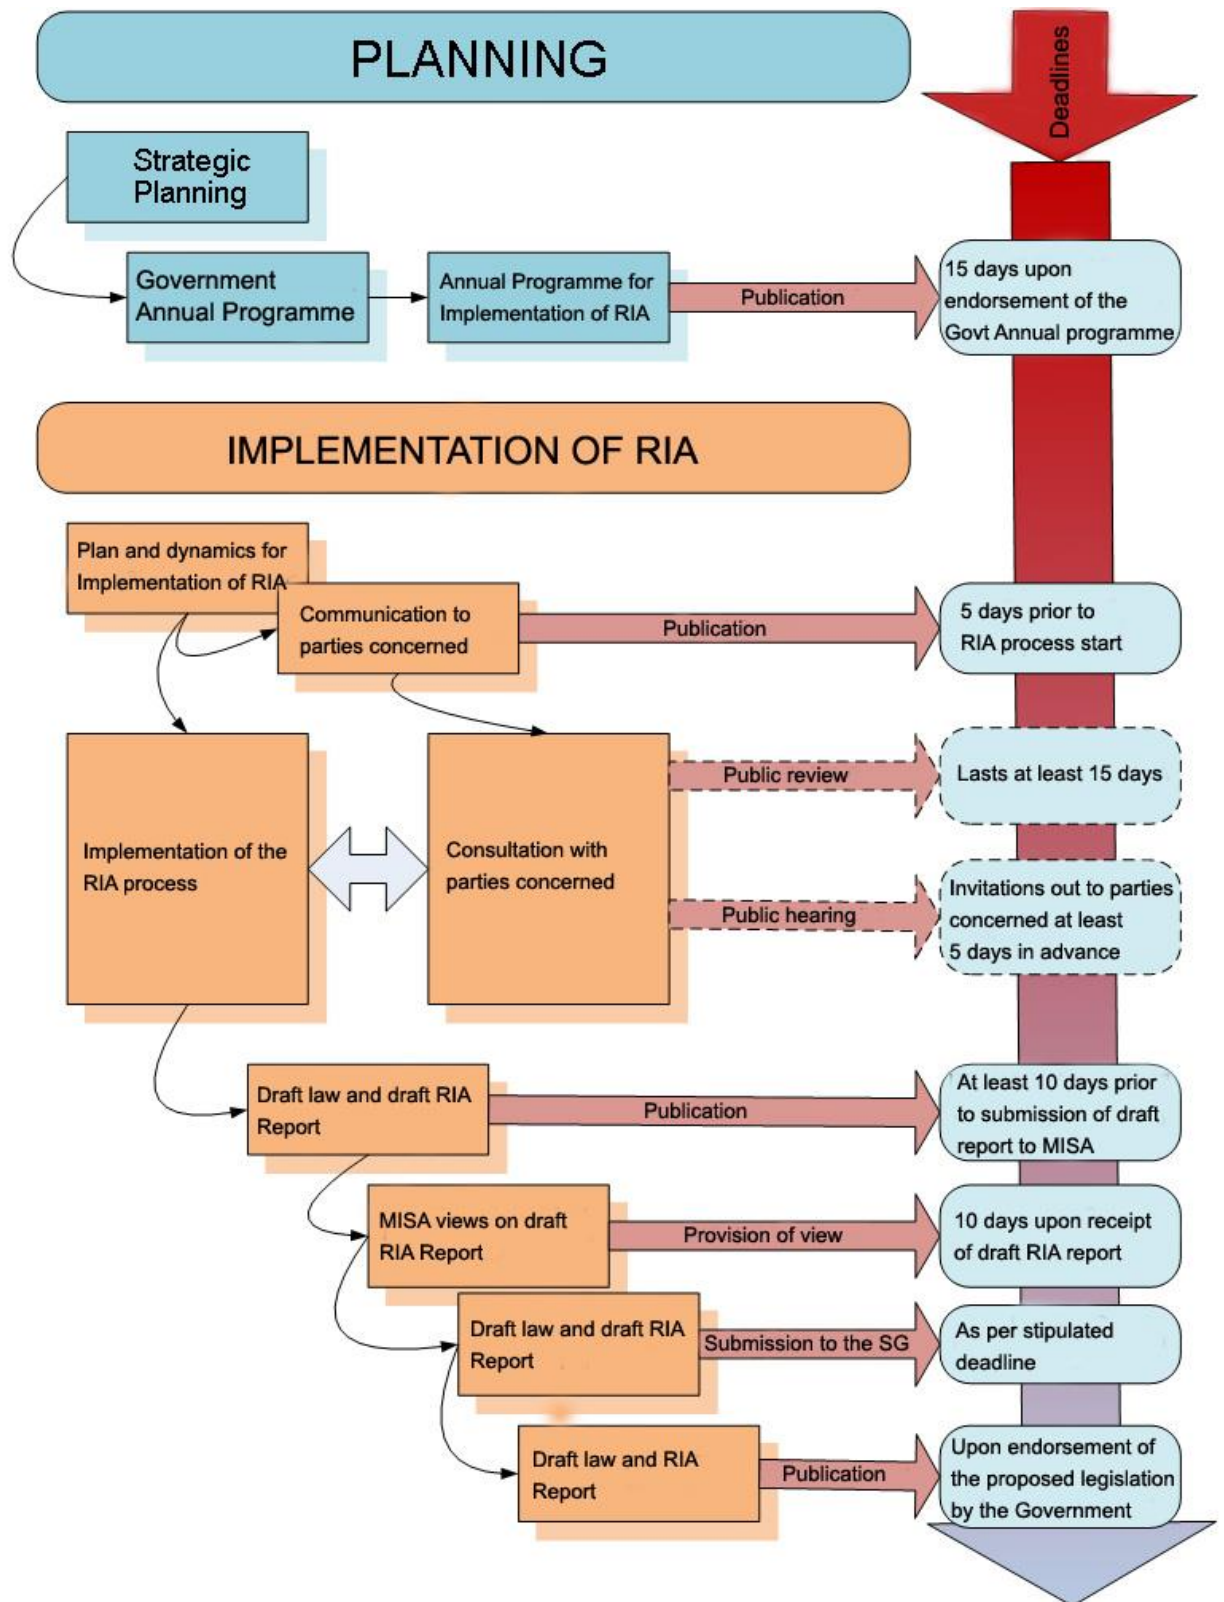 PLANNING
Deadlines
Strategic
Planning
Government
Annual Programme
Annual Programme for
Implementation of RIA
Publication
15 days upon
endorsement of the
Govt Annual programme
IMPLEMENTATION OF RIA
Plan and dynamics for
Implementation of RIA
Communication to
parties concerned
Publication
5 days prior to
RIA process start
Implementation of the
RIA process
Consultation with
parties concerned
Public review
Lasts at least 15 days
Public hearing
Invitations out to parties
concerned at least
5 days in advance
Draft law and draft RIA
Report
Publication
At least 10 days prior
to submission of draft
report to MISA
MISA views on draft
RIA Report
Provision of view
10 days upon receipt
of draft RIA report
Draft law and draft RIA
Report
Submission to the SG
As per stipulated
deadline
Draft law and RIA
Report
Publication
Upon endorsement of
the proposed legislation
by the Government